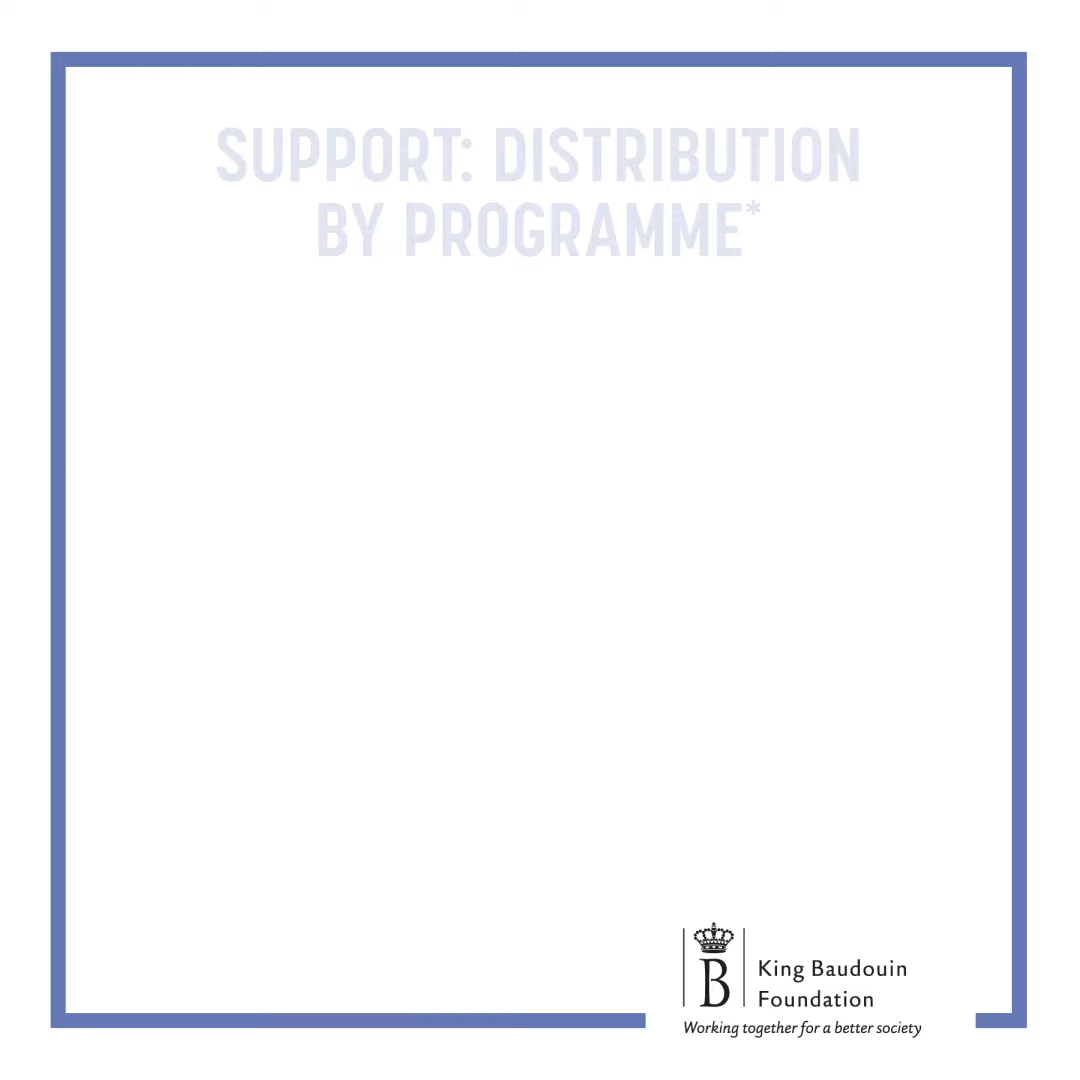 SUPPORT: DISTRIBUTION
BY PROGRAMME*
B
King Baudouin
Foundation
Working together for a better society